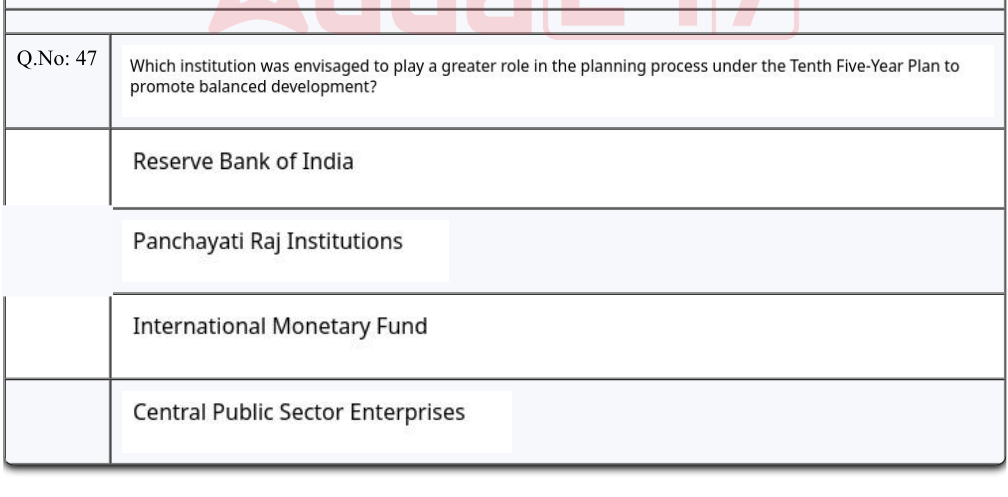 Q.No: 47
Which institution was envisaged to play a greater role in the planning process under the Tenth Five-Year Plan to
promote balanced development?
Reserve Bank of India
Panchayati Raj Institutions
International Monetary Fund
Central Public Sector Enterprises